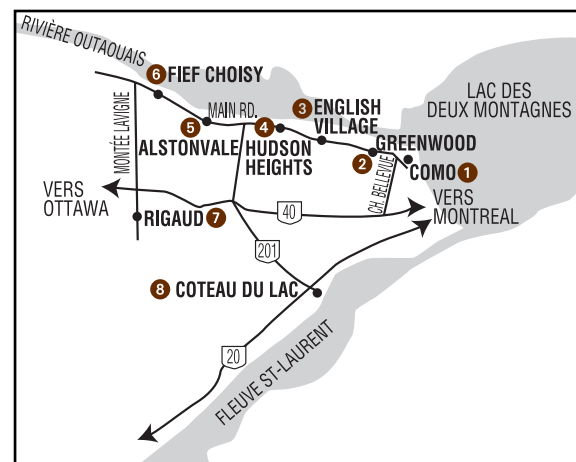 RIVIÈRE OUTAOUAIS
6 FIEF CHOISY
LAC DES
DEUX MONTAGNES
MAIN RD.
3 ENGLISH
VILLAGE
5
ALSTONVALE
4
HUDSON
HEIGHTS
2 GREENWOOD
COMO 1
MONTÉE LAVIGNE
CH. BELLEVUE
VERS
OTTAWA
VERS
MONTREAL
RIGAUD 7
40
201
8 COTEAU DU LAC
20
FLEUVE ST-LAURENT